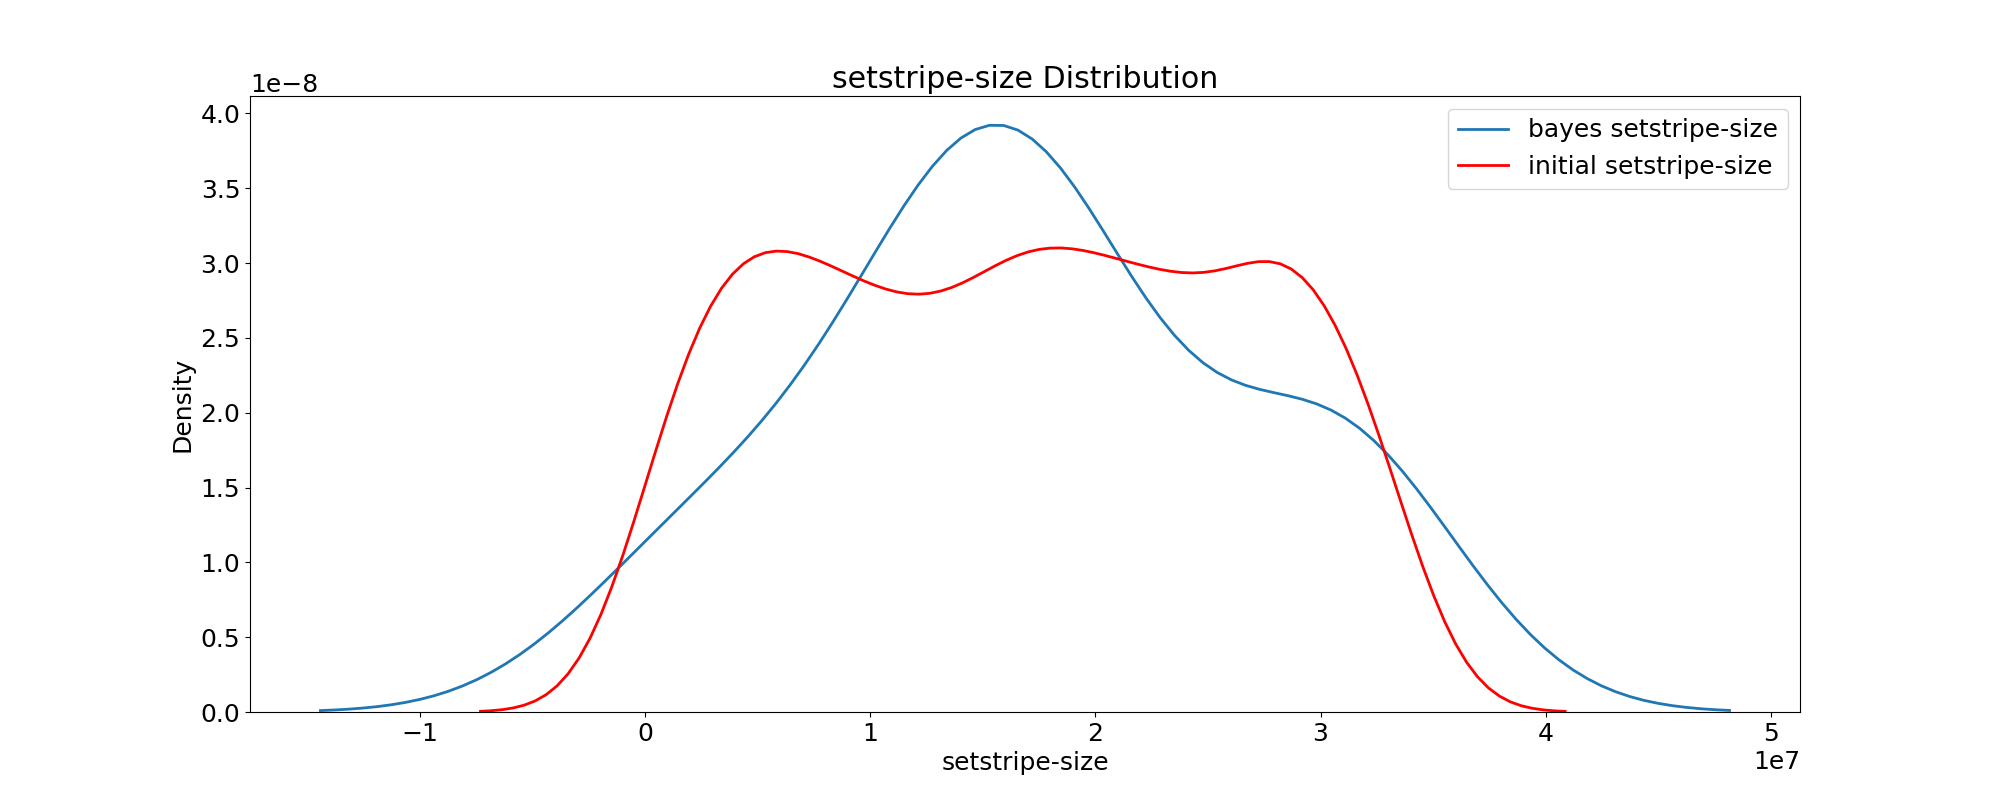 setstripe-size Distribution
1e−8
4.0
3.5
3.0
2.5
2.0
1.5
1.0
0.5
0.0
Density
bayes setstripe-size
initial setstripe-size
−1
0
1
2
3
4
5
1e7
setstripe-size